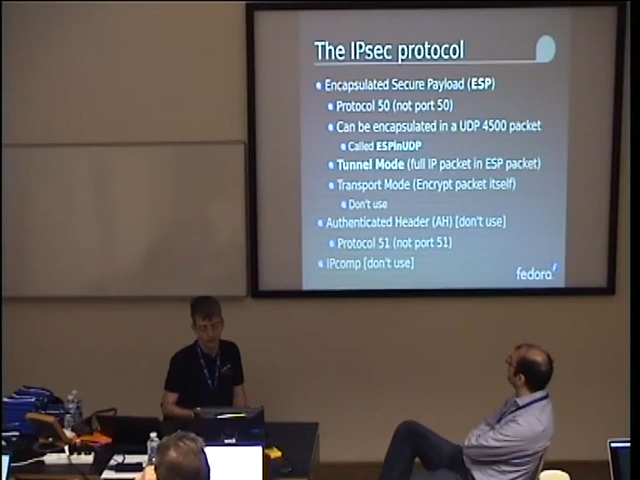 The IPsec protocol
Encapsulated Secure Payload (ESP)
Protocol 50 (not port 50)
Can be encapsulated in a UDP 4500 packet
Called ESPinUDP
Tunnel Mode (full IP packet in ESP packet)
Transport Mode (Encrypt packet itself)
Don't use
Authenticated Header (AH) [don't use]
Protocol 51 (not port 51)
IPcomp [don't use]
fedora